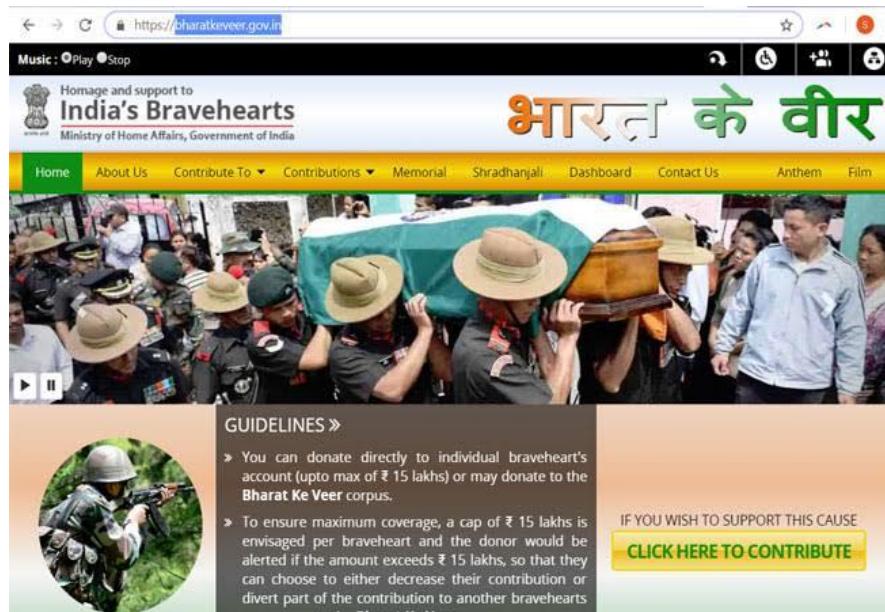 https://bharatkeveer.gov.in
S
Music : Play Stop
Homage and support to
India's Bravehearts
Ministry of Home Affairs, Government of India
भारत के वीर
Home About Us Contribute To Contributions Memorial Shradhanjali Dashboard Contact Us Anthem Film
GUIDELINES »
» You can donate directly to individual braveheart's
account (upto max of ₹ 15 lakhs) or may donate to the
Bharat Ke Veer corpus.
» To ensure maximum coverage, a cap of ₹ 15 lakhs is
envisaged per braveheart and the donor would be
alerted if the amount exceeds ₹ 15 lakhs, so that they
can choose to either decrease their contribution or
divert part of the contribution to another bravehearts
IF YOU WISH TO SUPPORT THIS CAUSE
CLICK HERE TO CONTRIBUTE